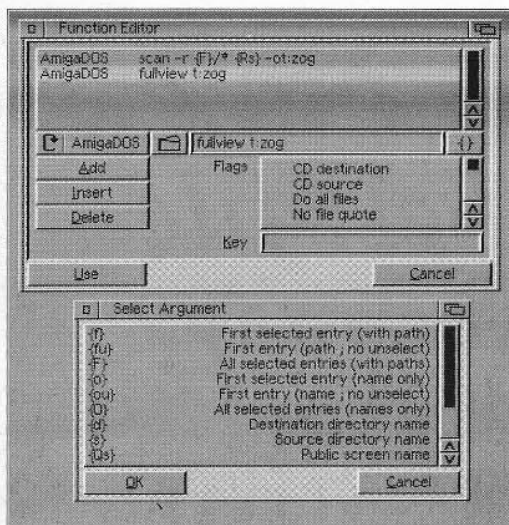 Function Editor
AmigaDOS scan -r {F}/* {Rs} -ot:zog
AmigaDOS fullview t:zog
AmigaDOS fullview t:zog {}
Add
Insert
Delete
Flags
CD destination
CD source
Do all files
No file quote
Key
Use Cancel
Select Argument
{f} First selected entry (with path)
{fu} First entry (path ; no unselect)
{F} All selected entries (with paths)
{o} First selected entry (name only)
{ou} First entry (name ; no unselect)
{O} All selected entries (names only)
{d} Destination directory name
{s} Source directory name
{Qs} Public screen name
OK Cancel